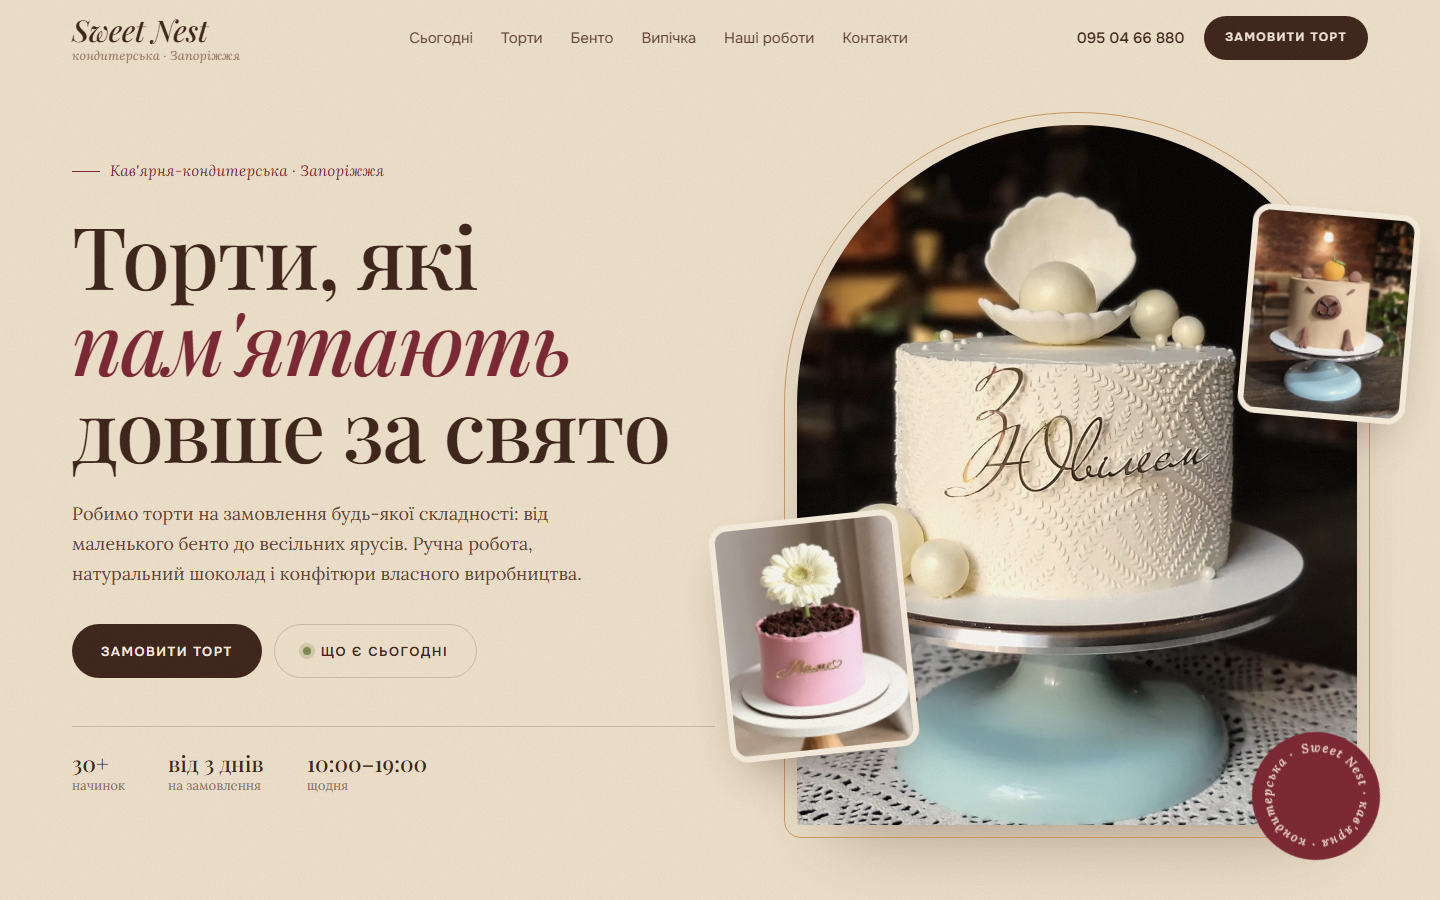 Sweet Nest
кондитерська · Запоріжжя
Сьогодні
Торти
Бенто
Випічка
Наші роботи
Контакти
095 04 66 880
ЗАМОВИТИ ТОРТ
Кав'ярня-кондитерська · Запоріжжя
Торти, які
пам'ятають
довше за свято
Робимо торти на замовлення будь-якої складності: від
маленького бенто до весільних ярусів. Ручна робота,
натуральний шоколад і конфітюри власного виробництва.
ЗАМОВИТИ ТОРТ
ЩО Є СЬОГОДНІ
30+
начинок
від 3 днів
на замовлення
10:00–19:00
щодня
З
Ювілеєм
Мамо
Sweet Nest · кав'ярня · кондитерська ·